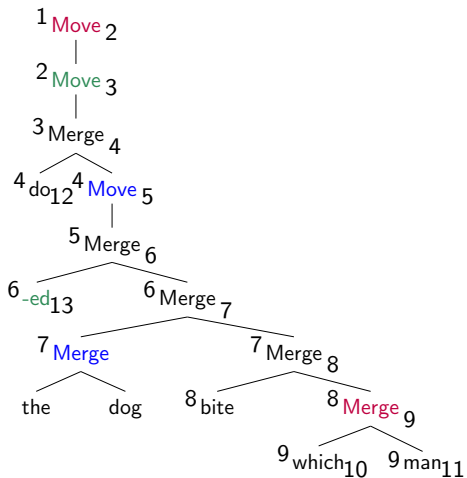 1 Move 2
2 Move 3
3 Merge 4
4 do 12 4 Move 5
5 Merge 6
6 -ed 13 6 Merge 7
7 Merge 7 Merge 8
the dog 8 bite 8 Merge 9
9 which 10 9 man 11